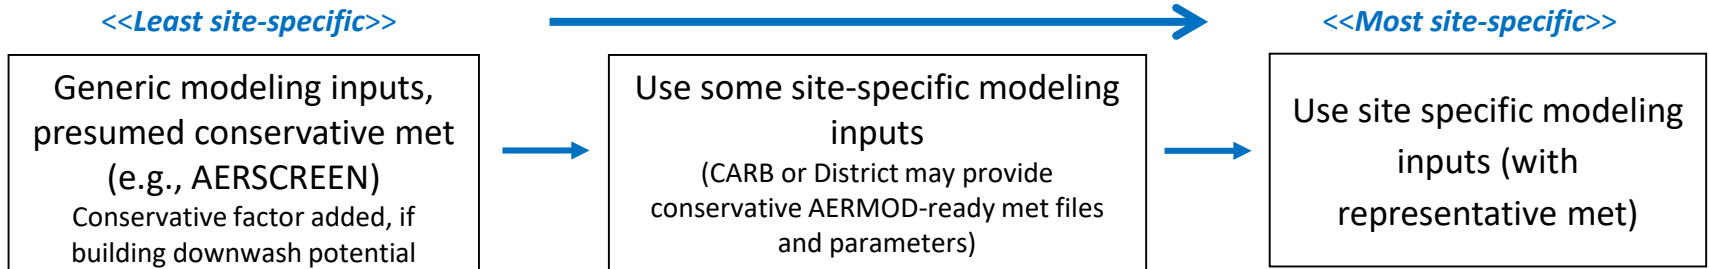 <<Least site-specific>>
<<Most site-specific>>
Generic modeling inputs,
presumed conservative met
(e.g., AERSCREEN)
Conservative factor added, if
building downwash potential
Use some site-specific modeling
inputs
(CARB or District may provide
conservative AERMOD-ready met files
and parameters)
Use site specific modeling
inputs (with
representative met)